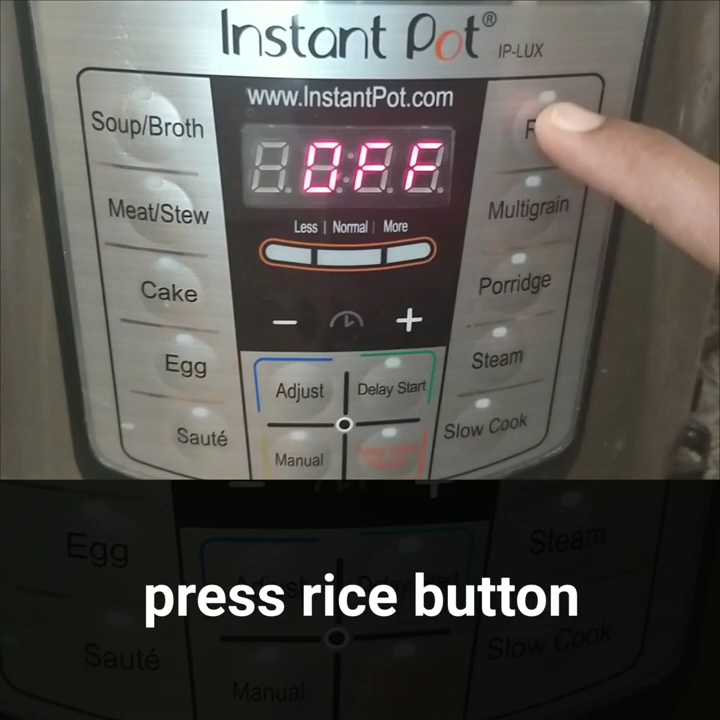 Instant Pot® IP-LUX
www.InstantPot.com
OFF
Less | Normal | More
Soup/Broth
Meat/Stew
Cake
Egg
Sauté
Multigrain
Porridge
Steam
Slow Cook
− +
Adjust
Delay Start
Manual
Egg
Steam
Sauté
Slow Cook
Manual
press rice button